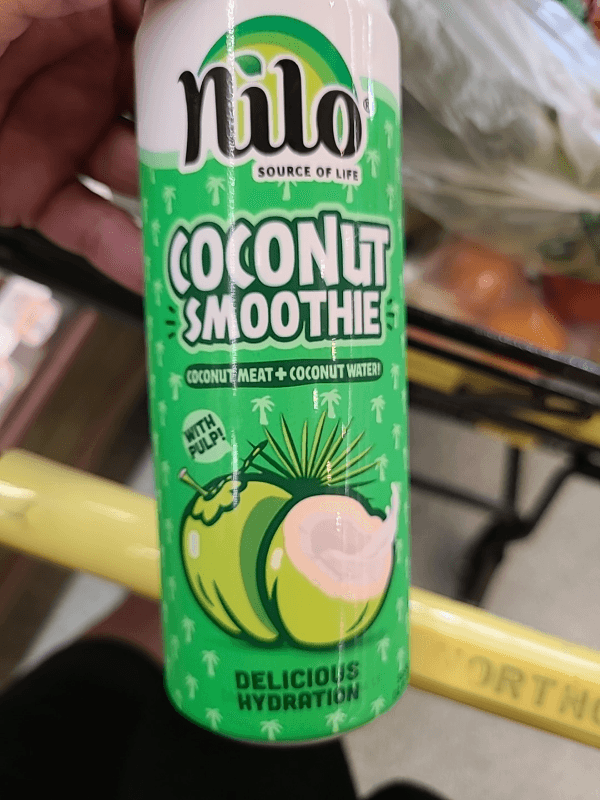 nilo
SOURCE OF LIFE
COCONUT
SMOOTHIE
COCONUT MEAT + COCONUT WATER!
WITH
PULP!
DELICIOUS
HYDRATION